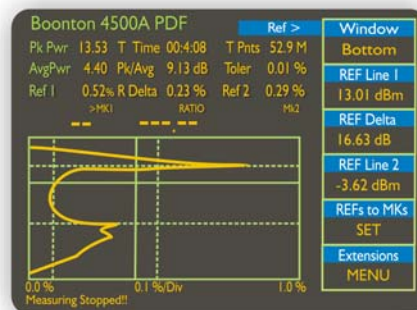 Boonton 4500A PDF
Ref >
Pk Pwr 13.53 T Time 00:4:08 T Pnts 52.9 M
AvgPwr 4.40 Pk/Avg 9.13 dB Toler 0.01 %
Ref 1 0.52% R Delta 0.23 % Ref 2 0.29 %
>MK1 RATIO Mk2
-- ---.--
0.0 % 0.1 %/Div 1.0 %
Measuring Stopped!!
Window
Bottom
REF Line 1
13.01 dBm
REF Delta
16.63 dB
REF Line 2
-3.62 dBm
REFs to MKs
SET
Extensions
MENU